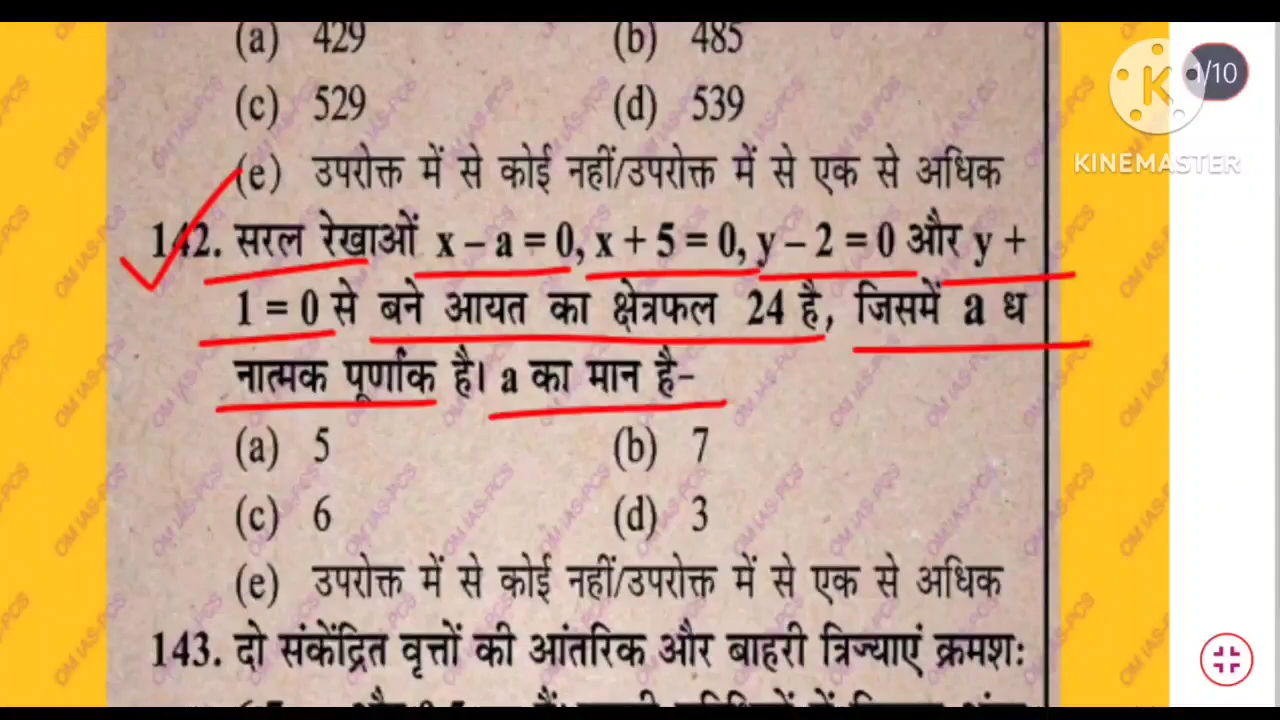 (a) 429 (b) 485
1/10
(c) 529 (d) 539
KINEMASTER
(e) उपरोक्त में से कोई नहीं/उपरोक्त में से एक से अधिक
142. सरल रेखाओं x – a = 0, x + 5 = 0, y – 2 = 0 और y +
1 = 0 से बने आयत का क्षेत्रफल 24 है, जिसमें a ध
नात्मक पूर्णांक है। a का मान है–
(a) 5 (b) 7
(c) 6 (d) 3
(e) उपरोक्त में से कोई नहीं/उपरोक्त में से एक से अधिक
143. दो संकेंद्रित वृत्तों की आंतरिक और बाहरी त्रिज्याएं क्रमशः